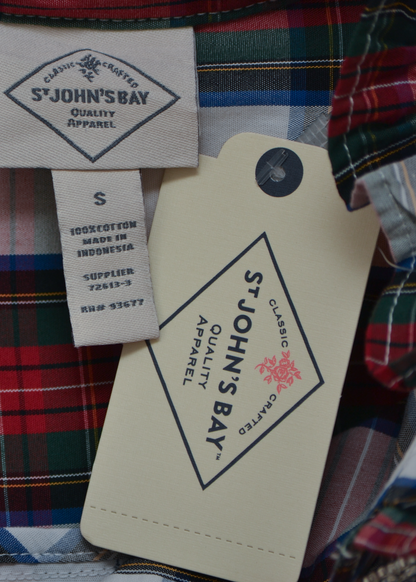 CLASSIC CRAFTED
ST JOHN'S BAY
QUALITY
APPAREL
S
100% COTTON
MADE IN
INDONESIA
SUPPLIER
72613-3
RN# 93677
CLASSIC CRAFTED
ST JOHN'S BAY™
QUALITY
APPAREL